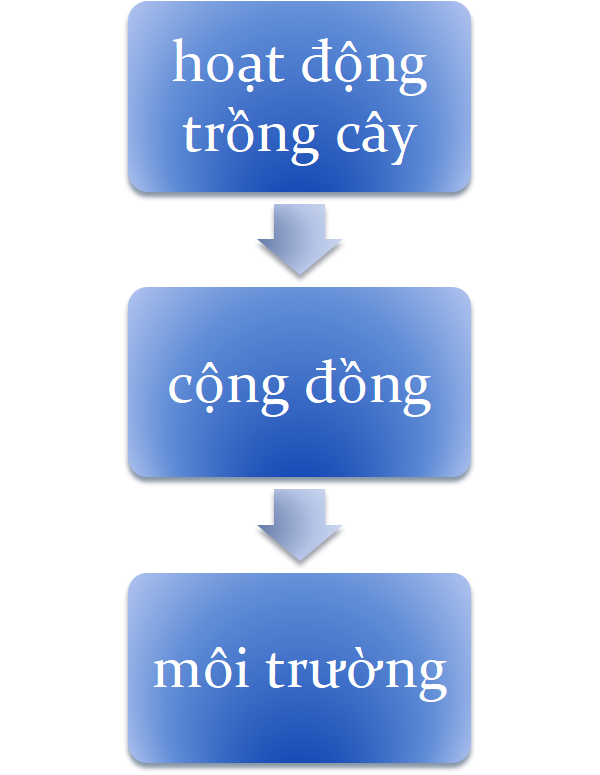 hoạt động
trồng cây
cộng đồng
môi trường